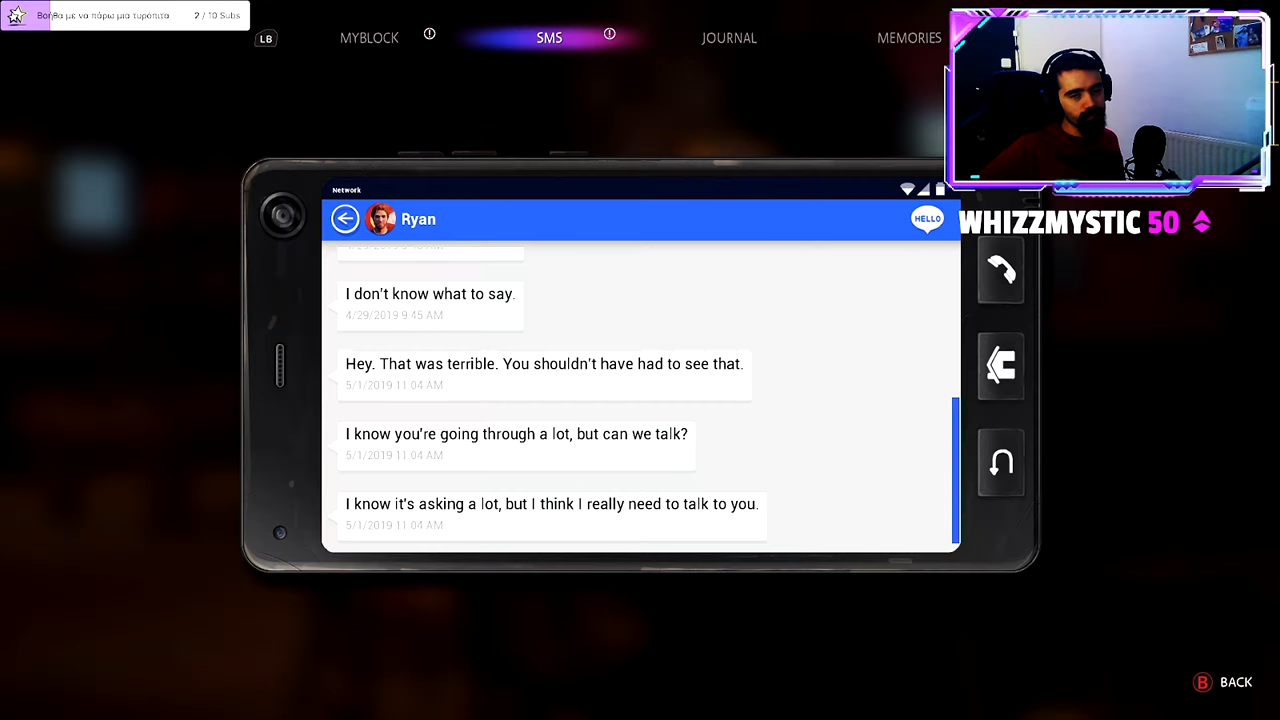 Βοήθα με να πάρω μια τυρόπιτα 2 / 10 Subs
LB MYBLOCK SMS JOURNAL MEMORIES
Network
Ryan
HELLO
WHIZZMYSTIC 50
I don't know what to say.
4/29/2019 9:45 AM
Hey. That was terrible. You shouldn't have had to see that.
5/1/2019 11:04 AM
I know you're going through a lot, but can we talk?
5/1/2019 11:04 AM
I know it's asking a lot, but I think I really need to talk to you.
5/1/2019 11:04 AM
B BACK